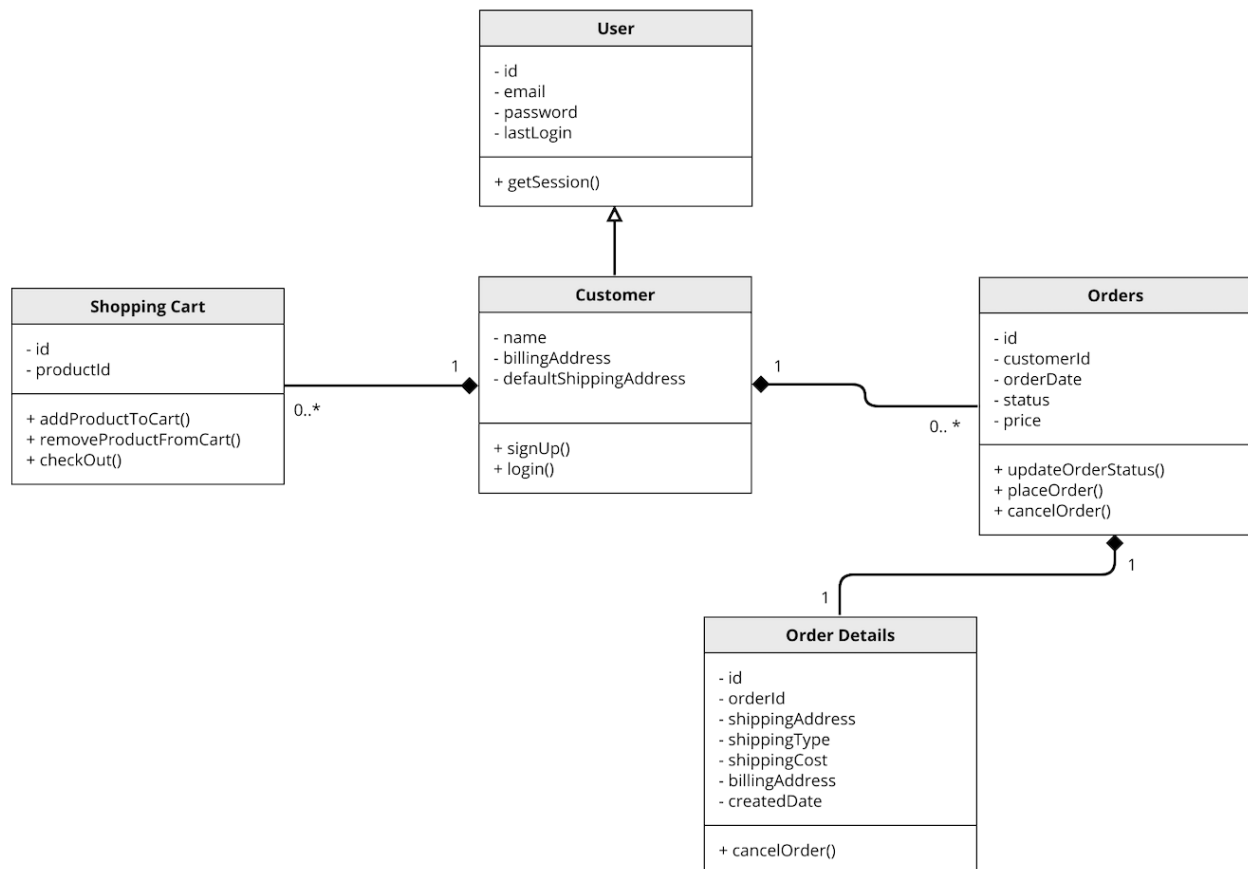 User
- id
- email
- password
- lastLogin
+ getSession()
Shopping Cart
- id
- productId
+ addProductToCart()
+ removeProductFromCart()
+ checkOut()
1
0..*
Customer
- name
- billingAddress
- defaultShippingAddress
+ signUp()
+ login()
1
0.. *
Orders
- id
- customerId
- orderDate
- status
- price
+ updateOrderStatus()
+ placeOrder()
+ cancelOrder()
1
1
Order Details
- id
- orderId
- shippingAddress
- shippingType
- shippingCost
- billingAddress
- createdDate
+ cancelOrder()